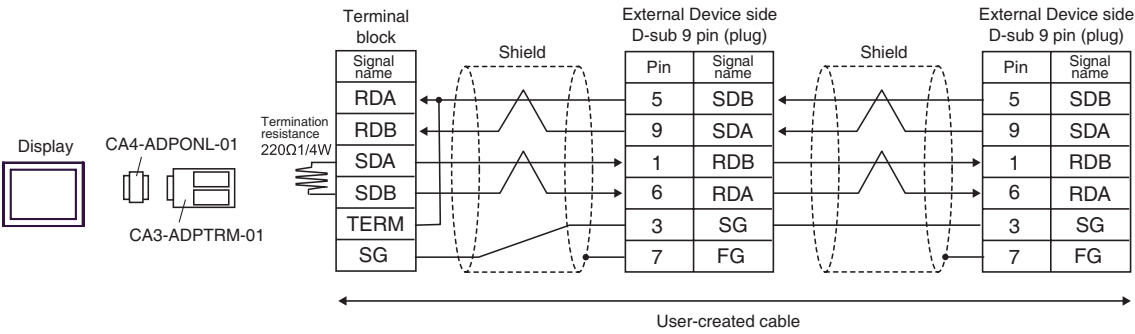 Terminal
block
External Device side
D-sub 9 pin (plug)
External Device side
D-sub 9 pin (plug)
Shield
Shield
Signal
name
Pin
Signal
name
Pin
Signal
name
RDA
5
SDB
5
SDB
RDB
9
SDA
9
SDA
SDA
1
RDB
1
RDB
SDB
6
RDA
6
RDA
TERM
3
SG
3
SG
SG
7
FG
7
FG
Termination
resistance
220Ω1/4W
Display
CA4-ADPONL-01
CA3-ADPTRM-01
User-created cable